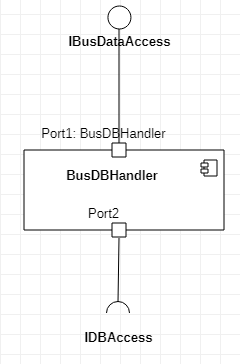 IBusDataAccess
Port1: BusDBHandler
BusDBHandler
Port2
IDBAccess